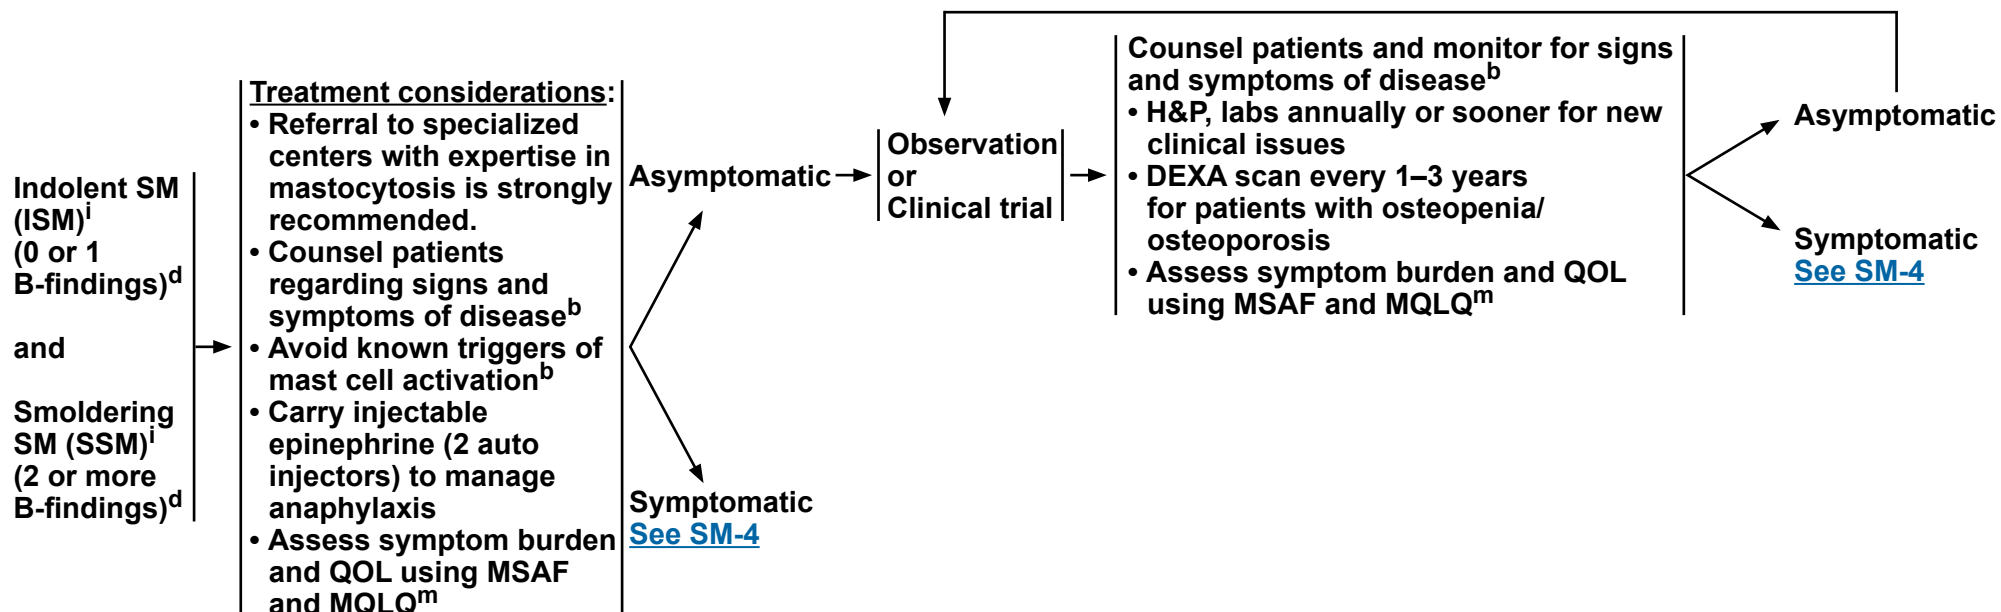 Indolent SM
(ISM)i
(0 or 1
B-findings)d
and
Smoldering
SM (SSM)i
(2 or more
B-findings)d
Treatment considerations:
• Referral to specialized
centers with expertise in
mastocytosis is strongly
recommended.
• Counsel patients
regarding signs and
symptoms of diseaseb
• Avoid known triggers of
mast cell activationb
• Carry injectable
epinephrine (2 auto
injectors) to manage
anaphylaxis
• Assess symptom burden
and QOL using MSAF
and MQLQm
Asymptomatic
Symptomatic
See SM-4
Observation
or
Clinical trial
Counsel patients and monitor for signs
and symptoms of diseaseb
• H&P, labs annually or sooner for new
clinical issues
• DEXA scan every 1–3 years
for patients with osteopenia/
osteoporosis
• Assess symptom burden and QOL
using MSAF and MQLQm
Asymptomatic
Symptomatic
See SM-4